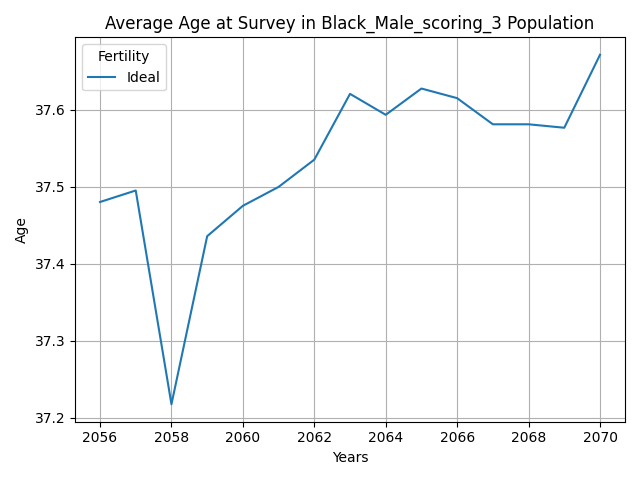 Average Age at Survey in Black_Male_scoring_3 Population
Fertility
Ideal
37.6
37.5
37.4
37.3
37.2
Age
2056 2058 2060 2062 2064 2066 2068 2070
Years